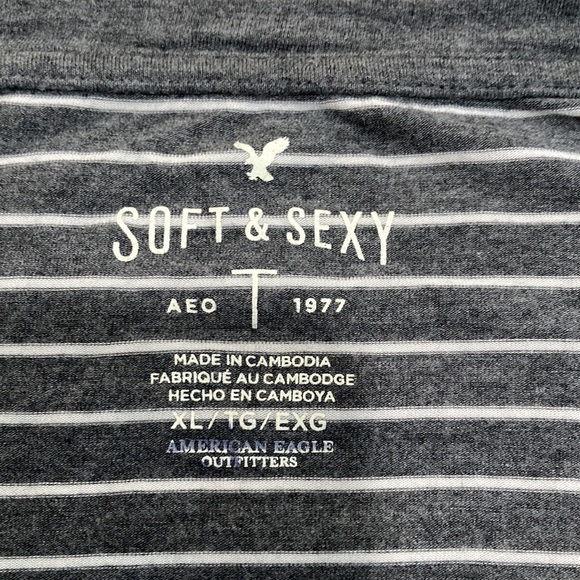 SOFT & SEXY
T
AEO 1977
MADE IN CAMBODIA
FABRIQUÉ AU CAMBODGE
HECHO EN CAMBOYA
XL/TG/EXG
AMERICAN EAGLE
OUTFITTERS